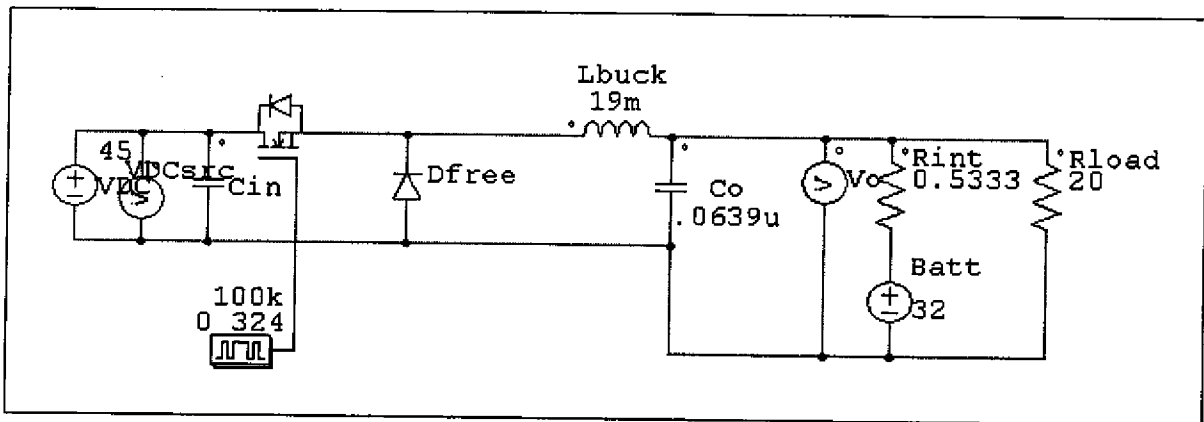 Lbuck
19m
45
VDCsrc
VDC
Cin
Dfree
Co
.0639u
Vo
Rint
0.5333
Rload
20
Batt
32
100k
0 324